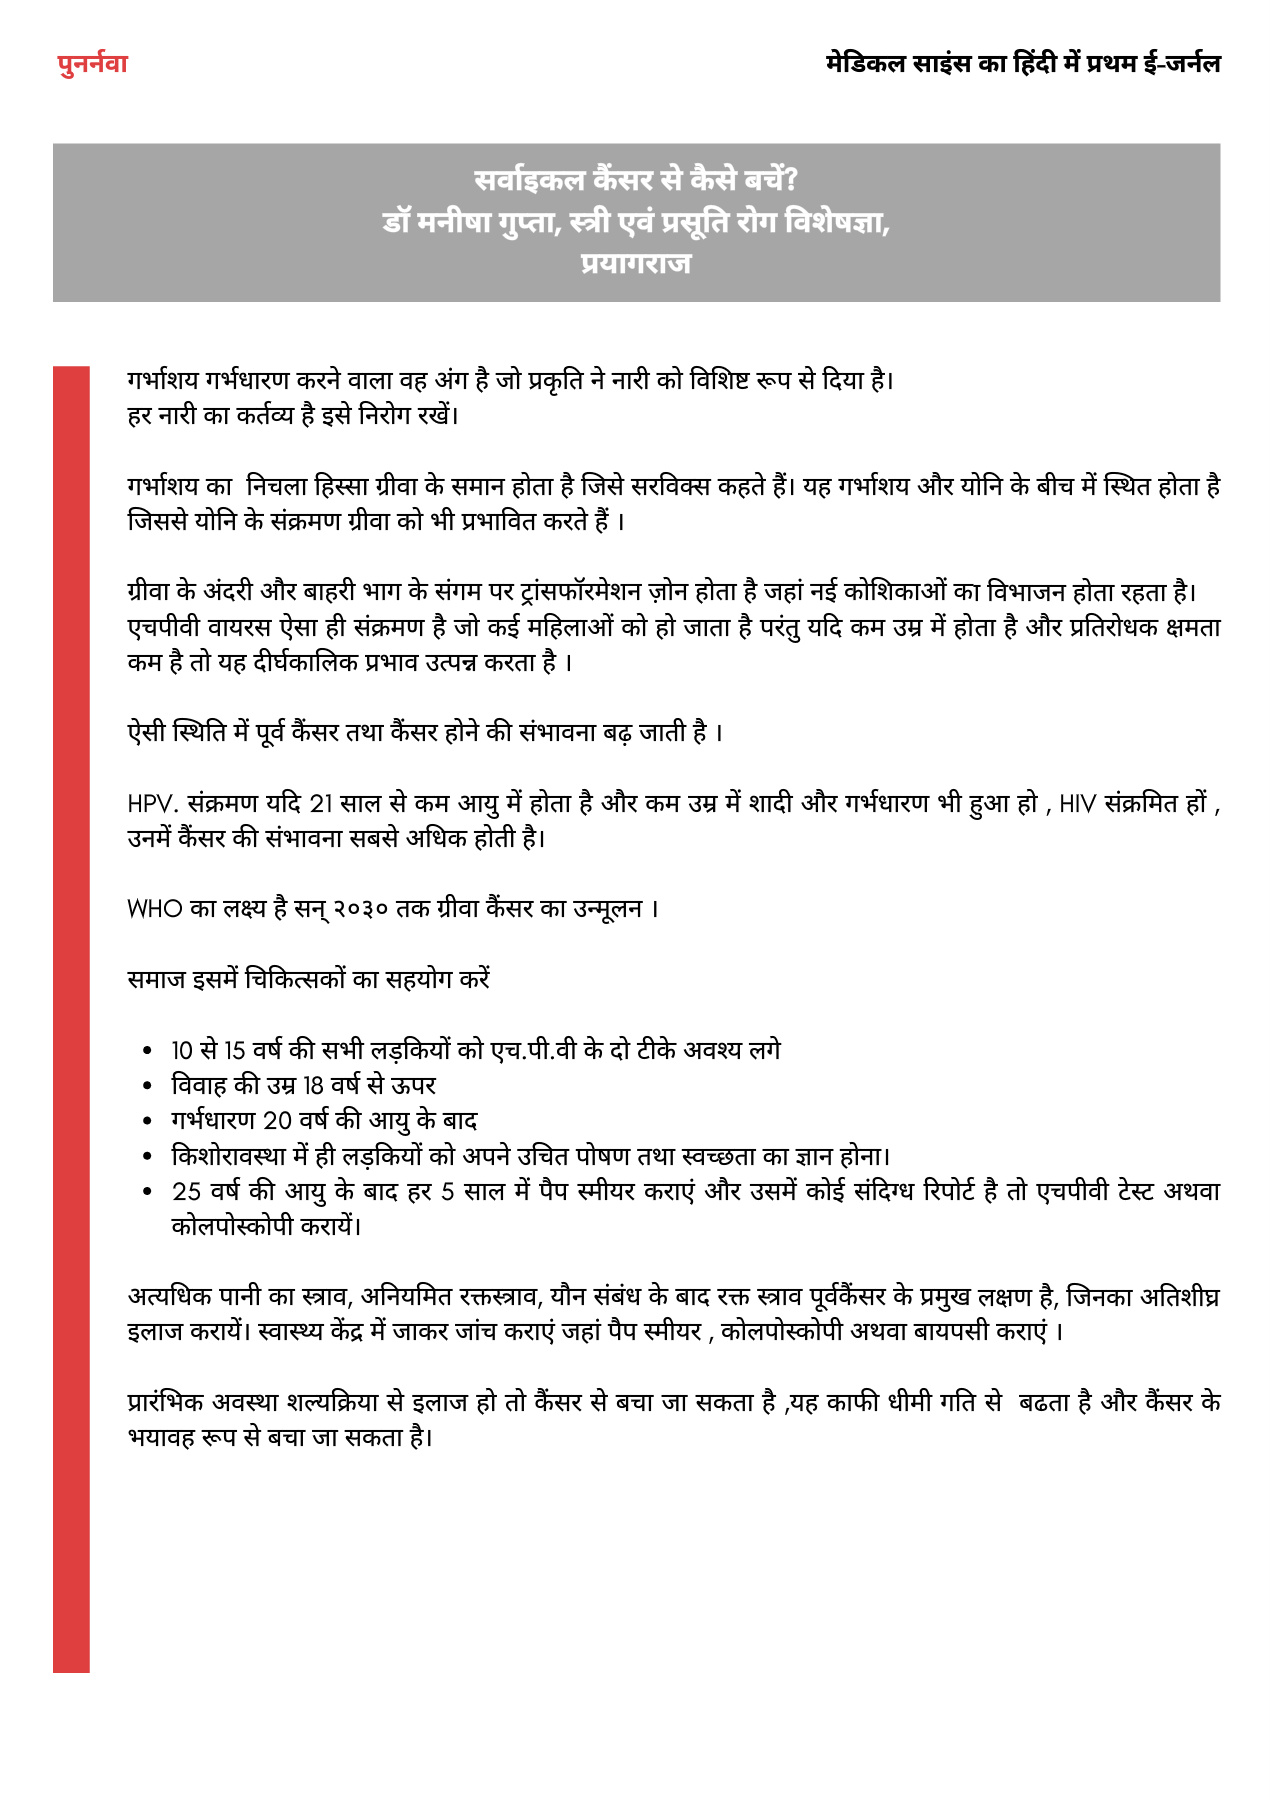 पुनर्नवा
मेडिकल साइंस का हिंदी में प्रथम ई-जर्नल
सर्वाइकल कैंसर से कैसे बचें?
डॉ मनीषा गुप्ता, स्त्री एवं प्रसूति रोग विशेषज्ञा,
प्रयागराज
गर्भाशय गर्भधारण करने वाला वह अंग है जो प्रकृति ने नारी को विशिष्ट रूप से दिया है।
हर नारी का कर्तव्य है इसे निरोग रखें।
गर्भाशय का निचला हिस्सा ग्रीवा के समान होता है जिसे सरविक्स कहते हैं। यह गर्भाशय और योनि के बीच में स्थित होता है
जिससे योनि के संक्रमण ग्रीवा को भी प्रभावित करते हैं ।
ग्रीवा के अंदरी और बाहरी भाग के संगम पर ट्रांसफॉरमेशन ज़ोन होता है जहां नई कोशिकाओं का विभाजन होता रहता है।
एचपीवी वायरस ऐसा ही संक्रमण है जो कई महिलाओं को हो जाता है परंतु यदि कम उम्र में होता है और प्रतिरोधक क्षमता
कम है तो यह दीर्घकालिक प्रभाव उत्पन्न करता है ।
ऐसी स्थिति में पूर्व कैंसर तथा कैंसर होने की संभावना बढ़ जाती है ।
HPV. संक्रमण यदि 21 साल से कम आयु में होता है और कम उम्र में शादी और गर्भधारण भी हुआ हो , HIV संक्रमित हों ,
उनमें कैंसर की संभावना सबसे अधिक होती है।
WHO का लक्ष्य है सन् २०३० तक ग्रीवा कैंसर का उन्मूलन ।
समाज इसमें चिकित्सकों का सहयोग करें
• 10 से 15 वर्ष की सभी लड़कियों को एच.पी.वी के दो टीके अवश्य लगे
• विवाह की उम्र 18 वर्ष से ऊपर
• गर्भधारण 20 वर्ष की आयु के बाद
• किशोरावस्था में ही लड़कियों को अपने उचित पोषण तथा स्वच्छता का ज्ञान होना।
• 25 वर्ष की आयु के बाद हर 5 साल में पैप स्मीयर कराएं और उसमें कोई संदिग्ध रिपोर्ट है तो एचपीवी टेस्ट अथवा
कोलपोस्कोपी करायें।
अत्यधिक पानी का स्त्राव, अनियमित रक्तस्त्राव, यौन संबंध के बाद रक्त स्त्राव पूर्वकैंसर के प्रमुख लक्षण है, जिनका अतिशीघ्र
इलाज करायें। स्वास्थ्य केंद्र में जाकर जांच कराएं जहां पैप स्मीयर , कोलपोस्कोपी अथवा बायपसी कराएं ।
प्रारंभिक अवस्था शल्यक्रिया से इलाज हो तो कैंसर से बचा जा सकता है ,यह काफी धीमी गति से बढता है और कैंसर के
भयावह रूप से बचा जा सकता है।